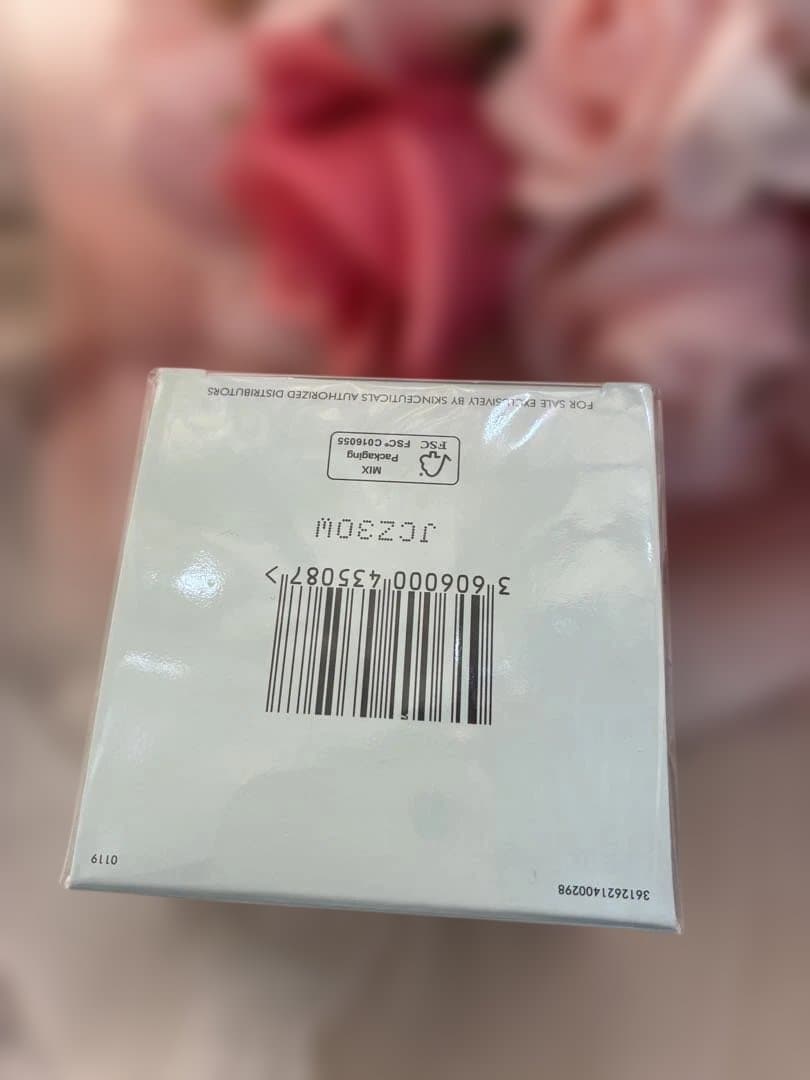 3612621400298
0119
3 606000 435087 >
JCZ30W
MIX
Packaging
FSC FSC® C016055
FOR SALE EXCLUSIVELY BY SKINCEUTICALS AUTHORIZED DISTRIBUTORS